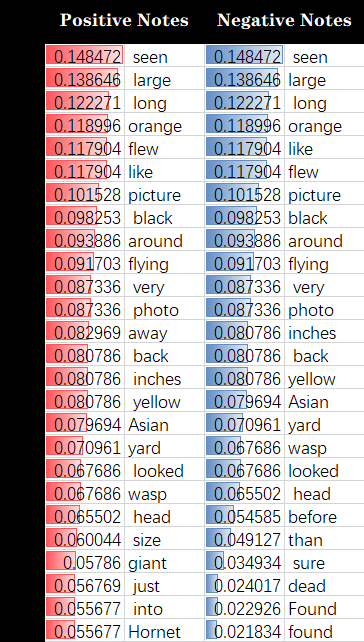 Positive Notes Negative Notes
0.148472 seen 0.148472 seen
0.138646 large 0.138646 large
0.122271 long 0.122271 long
0.118996 orange 0.118996 orange
0.117904 flew 0.117904 like
0.117904 like 0.117904 flew
0.101528 picture 0.101528 picture
0.098253 black 0.098253 black
0.093886 around 0.093886 around
0.091703 flying 0.091703 flying
0.087336 very 0.087336 very
0.087336 photo 0.087336 photo
0.082969 away 0.080786 inches
0.080786 back 0.080786 back
0.080786 inches 0.080786 yellow
0.080786 yellow 0.079694 Asian
0.079694 Asian 0.070961 yard
0.070961 yard 0.067686 wasp
0.067686 looked 0.067686 looked
0.067686 wasp 0.065502 head
0.065502 head 0.054585 before
0.060044 size 0.049127 than
0.05786 giant 0.034934 sure
0.056769 just 0.024017 dead
0.055677 into 0.022926 Found
0.055677 Hornet 0.021834 found